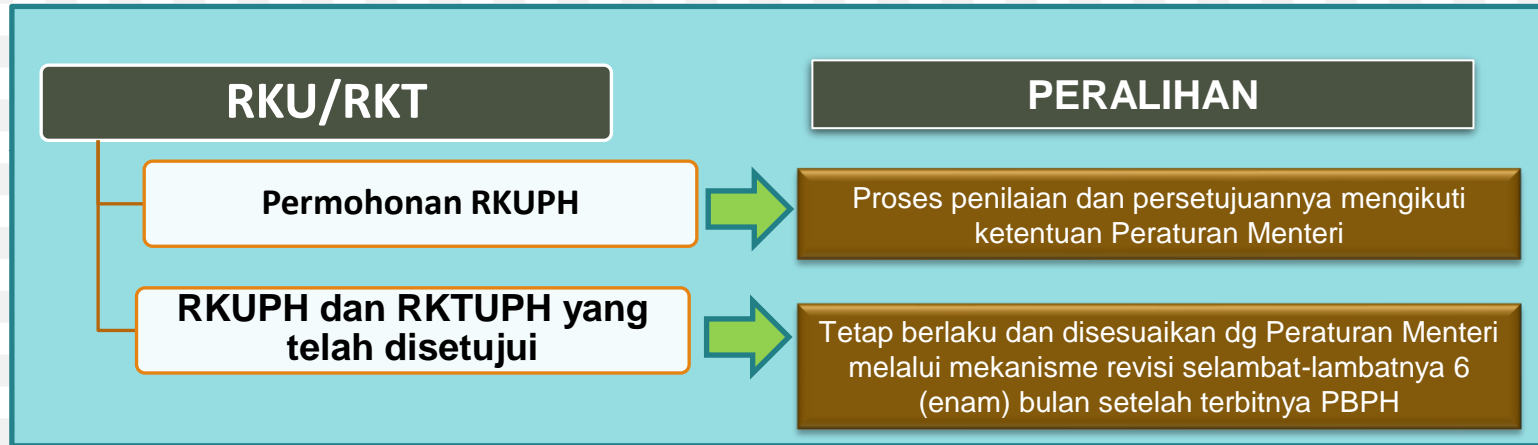 RKU/RKT
PERALIHAN
Permohonan RKUPH
Proses penilaian dan persetujuannya mengikuti
ketentuan Peraturan Menteri
RKUPH dan RKTUPH yang
telah disetujui
Tetap berlaku dan disesuaikan dg Peraturan Menteri
melalui mekanisme revisi selambat-lambatnya 6
(enam) bulan setelah terbitnya PBPH